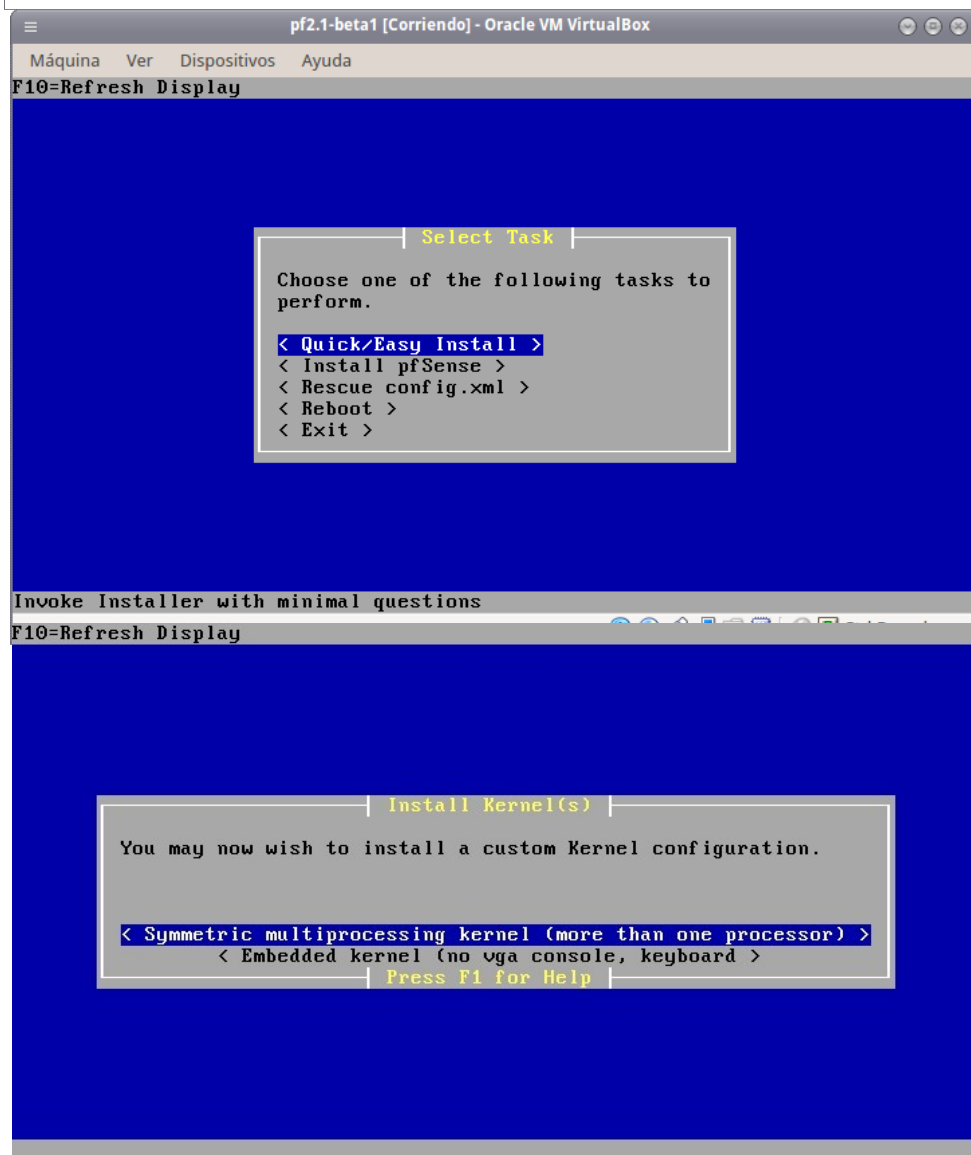 pf2.1-beta1 [Corriendo] - Oracle VM VirtualBox
Máquina Ver Dispositivos Ayuda
F10=Refresh Display
Select Task
Choose one of the following tasks to
perform.
< Quick/Easy Install >
< Install pfSense >
< Rescue config.xml >
< Reboot >
< Exit >
Invoke Installer with minimal questions
F10=Refresh Display
Install Kernel(s)
You may now wish to install a custom Kernel configuration.
< Symmetric multiprocessing kernel (more than one processor) >
< Embedded kernel (no vga console, keyboard >
Press F1 for Help